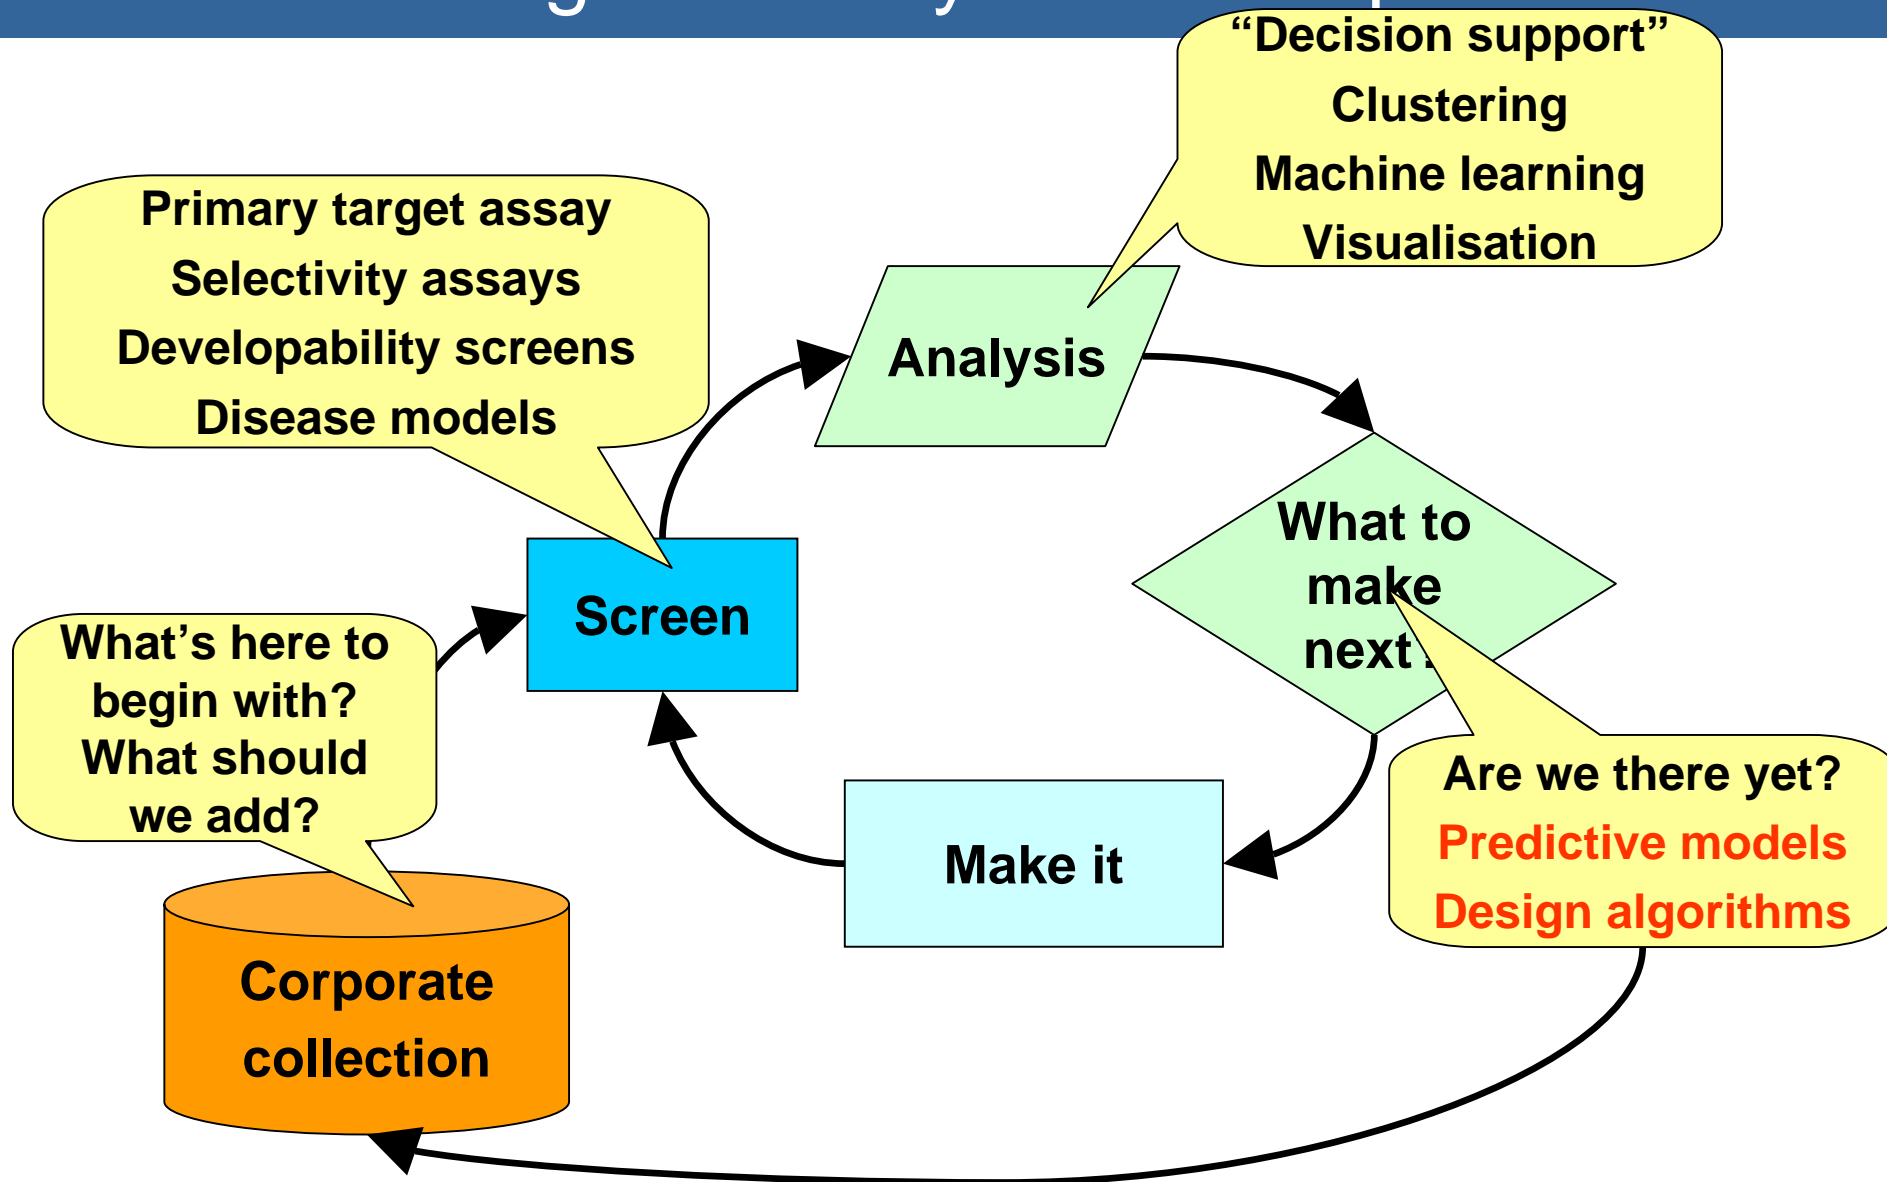 “Decision support”
Clustering
Machine learning
Visualisation
Primary target assay
Selectivity assays
Developability screens
Disease models
Analysis
What to
make
next?
Screen
What’s here to
begin with?
What should
we add?
Are we there yet?
Predictive models
Design algorithms
Make it
Corporate
collection